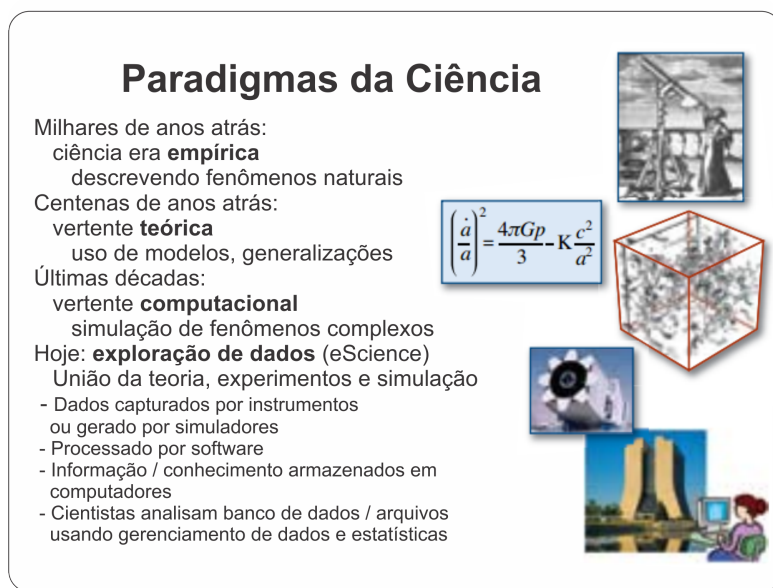 Paradigmas da Ciência
Milhares de anos atrás:
ciência era empírica
descrevendo fenômenos naturais
Centenas de anos atrás:
vertente teórica
uso de modelos, generalizações
Últimas décadas:
vertente computacional
simulação de fenômenos complexos
Hoje: exploração de dados (eScience)
União da teoria, experimentos e simulação
- Dados capturados por instrumentos
ou gerado por simuladores
- Processado por software
- Informação / conhecimento armazenados em
computadores
- Cientistas analisam banco de dados / arquivos
usando gerenciamento de dados e estatísticas
(ȧ/a)² = 4πGp/3 - K c²/a²